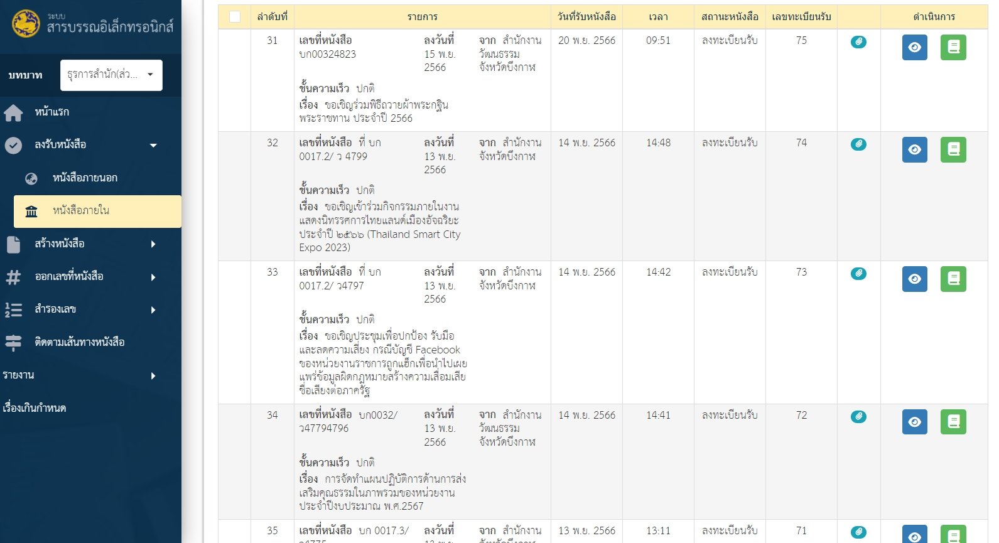 ระบบ
สารบรรณอิเล็กทรอนิกส์
บทบาท ธุรการสำนัก(ส่ว...
หน้าแรก
ลงรับหนังสือ
หนังสือภายนอก
หนังสือภายใน
สร้างหนังสือ
ออกเลขที่หนังสือ
สำรองเลข
ติดตามเส้นทางหนังสือ
รายงาน
เรื่องเกินกำหนด
ลำดับที่ รายการ วันที่รับหนังสือ เวลา สถานะหนังสือ เลขทะเบียนรับ ดำเนินการ
31 เลขที่หนังสือ ลงวันที่ จาก สำนักงาน 20 พ.ย. 2566 09:51 ลงทะเบียนรับ 75
บก00324823 15 พ.ย. วัฒนธรรม
2566 จังหวัดบึงกาฬ
ชั้นความเร็ว ปกติ
เรื่อง ขอเชิญร่วมพิธีถวายผ้าพระกฐิน
พระราชทาน ประจำปี 2566
32 เลขที่หนังสือ ที่ บก ลงวันที่ จาก สำนักงาน 14 พ.ย. 2566 14:48 ลงทะเบียนรับ 74
0017.2/ ว 4799 13 พ.ย. จังหวัดบึงกาฬ
2566
ชั้นความเร็ว ปกติ
เรื่อง ขอเชิญเข้าร่วมกิจกรรมภายในงาน
แสดงนิทรรศการไทยแลนด์เมืองอัจฉริยะ
ประจำปี ๒๕๖๖ (Thailand Smart City
Expo 2023)
33 เลขที่หนังสือ ที่ บก ลงวันที่ จาก สำนักงาน 14 พ.ย. 2566 14:42 ลงทะเบียนรับ 73
0017.2/ ว4797 13 พ.ย. จังหวัดบึงกาฬ
2566
ชั้นความเร็ว ปกติ
เรื่อง ขอเชิญประชุมเพื่อปกป้อง รับมือ
และลดความเสี่ยง กรณีบัญชี Facebook
ของหน่วยงานราชการถูกแฮ็กเพื่อนำไปเผย
แพร่ข้อมูลผิดกฎหมายสร้างความเสื่อมเสีย
ชื่อเสียงต่อภาครัฐ
34 เลขที่หนังสือ บก0032/ ลงวันที่ จาก สำนักงาน 14 พ.ย. 2566 14:41 ลงทะเบียนรับ 72
ว47794796 13 พ.ย. วัฒนธรรม
2566 จังหวัดบึงกาฬ
ชั้นความเร็ว ปกติ
เรื่อง การจัดทำแผนปฏิบัติการด้านการส่ง
เสริมคุณธรรมในภาพรวมของหน่วยงาน
ประจำปีงบประมาณ พ.ศ.2567
35 เลขที่หนังสือ บก 0017.3/ ลงวันที่ จาก สำนักงาน 13 พ.ย. 2566 13:11 ลงทะเบียนรับ 71